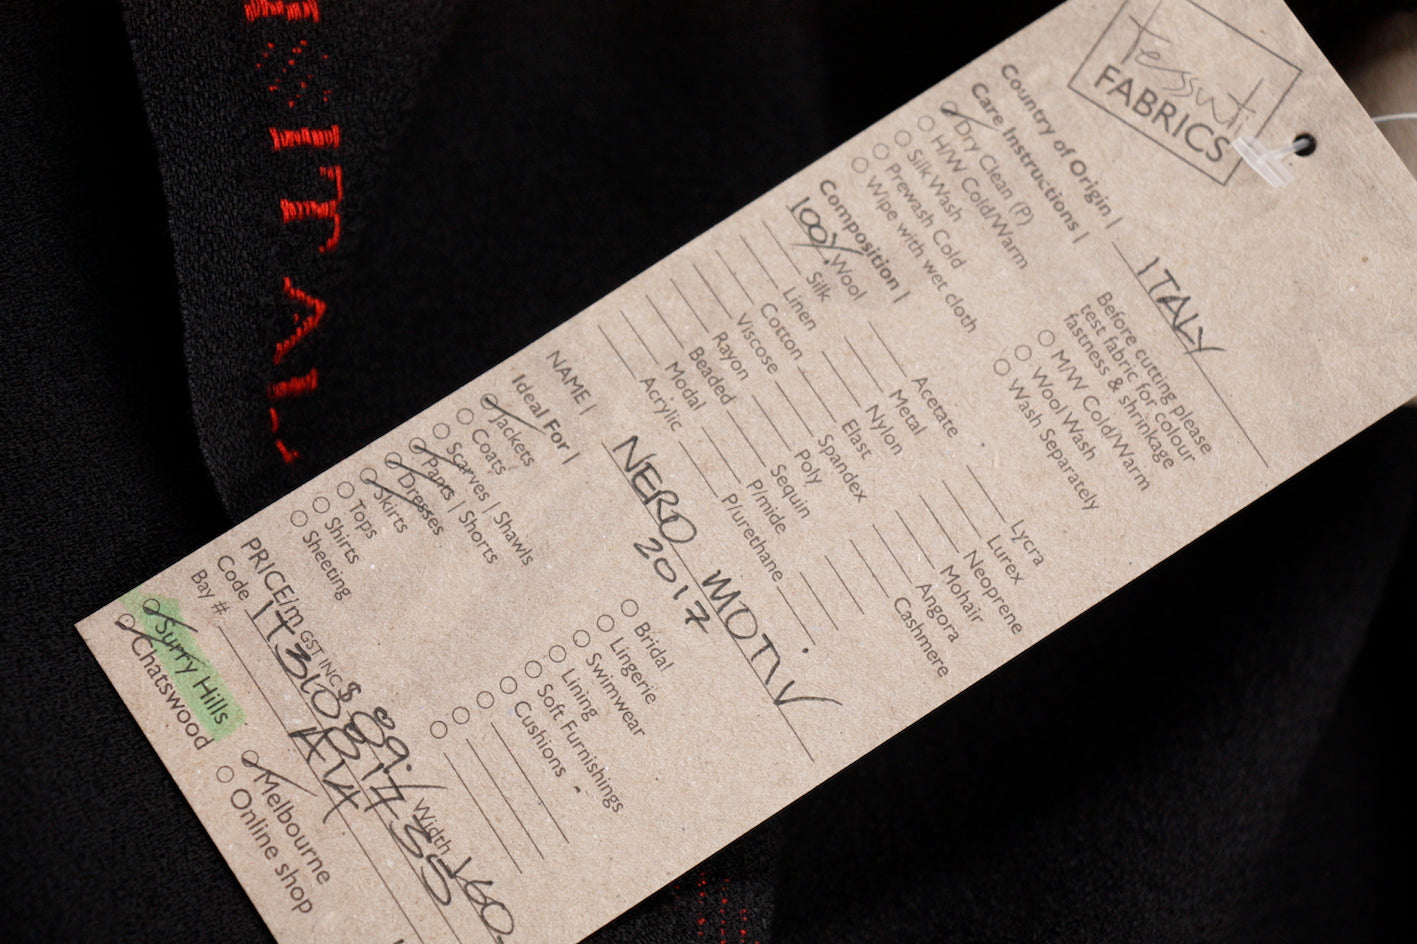 tessuti
FABRICS
Country of Origin | ITALY
Care Instructions |
Dry Clean (P)
H/W Cold/Warm
Silk Wash
Prewash Cold
Wipe with wet cloth
Before cutting please
test fabric for colour
fastness & shrinkage
M/W Cold/Warm
Wool Wash
Wash Separately
Composition |
100% Wool
Silk
Linen
Cotton
Viscose
Rayon
Beaded
Modal
Acrylic
Acetate
Metal
Nylon
Elast
Spandex
Poly
Sequin
P/mide
P/urethane
Lycra
Lurex
Neoprene
Mohair
Angora
Cashmere
NAME | NERO MOTIV
2017
Ideal For |
Jackets
Coats
Scarves | Shawls
Pants | Shorts
Dresses
Skirts
Tops
Shirts
Sheeting
Bridal
Lingerie
Swimwear
Lining
Soft Furnishings
Cushions
PRICE/m GST INC $ 89.
Width 160
Code
Bay # A14
Surry Hills
Chatswood
Melbourne
Online shop
ITAL